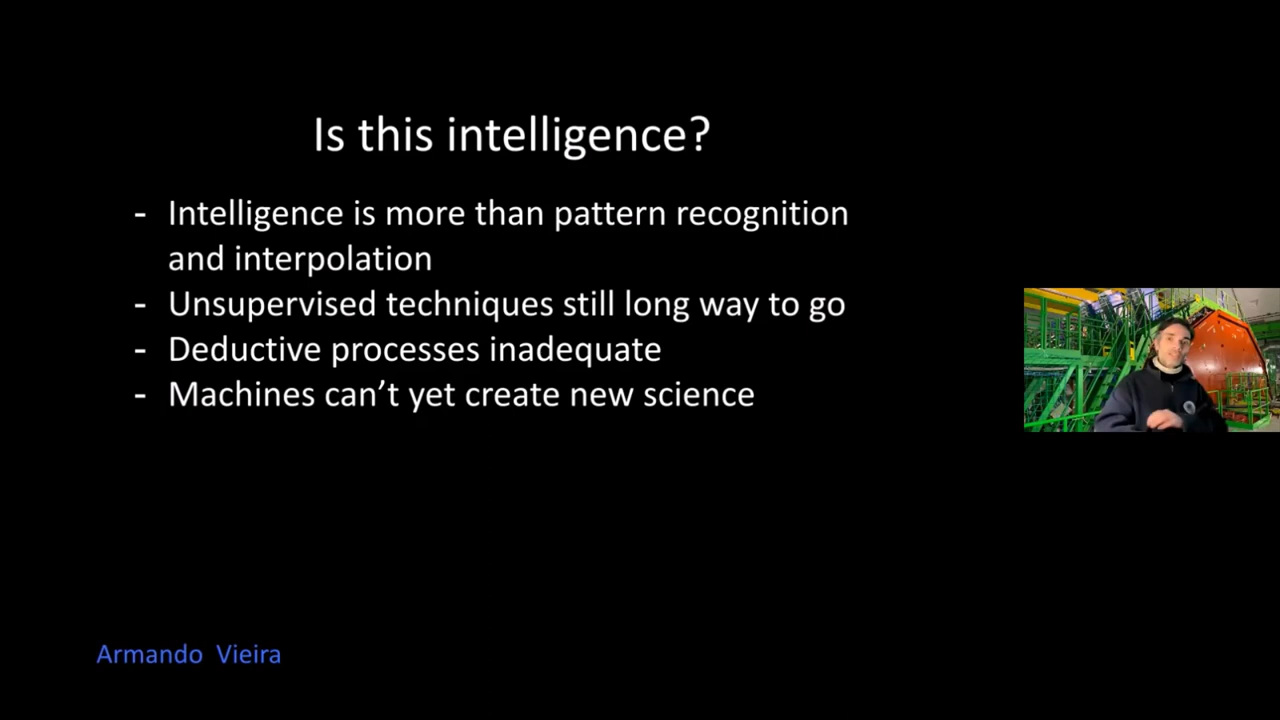 Is this intelligence?
- Intelligence is more than pattern recognition
and interpolation
- Unsupervised techniques still long way to go
- Deductive processes inadequate
- Machines can’t yet create new science
Armando Vieira